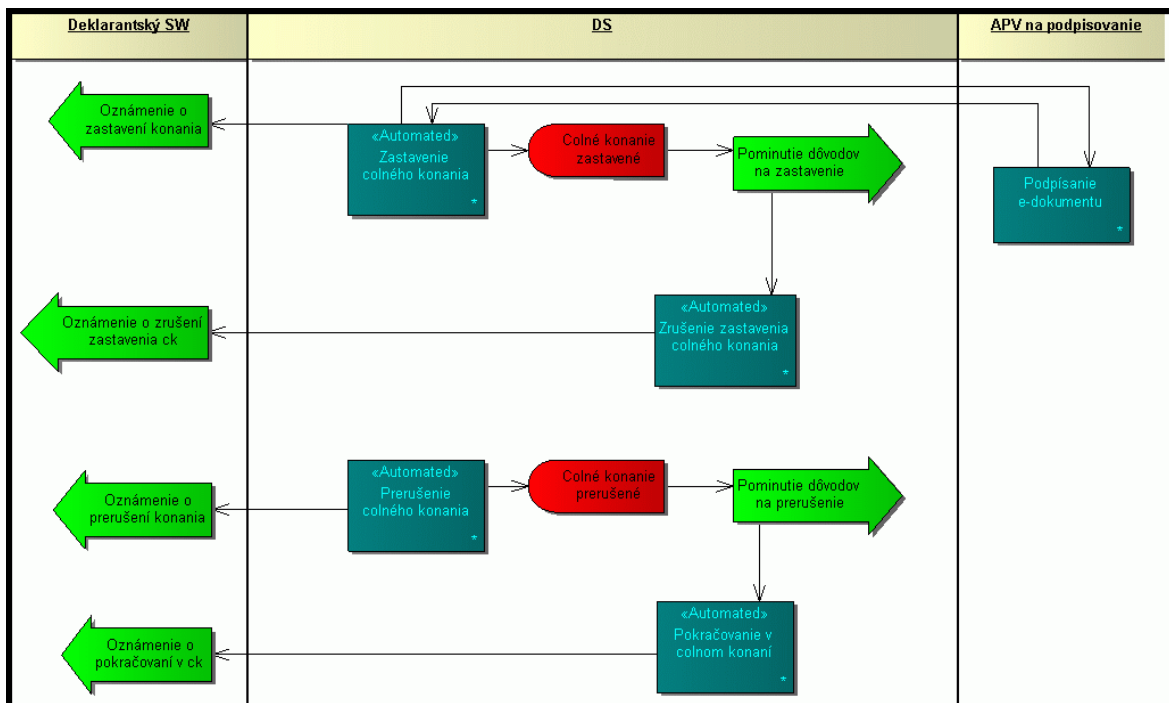 Deklarantský SW
DS
APV na podpisovanie
Oznámenie o
zastavení konania
«Automated»
Zastavenie
colného konania
*
Colné konanie
zastavené
Pominutie dôvodov
na zastavenie
Podpísanie
e-dokumentu
*
Oznámenie o zrušení
zastavenia ck
«Automated»
Zrušenie zastavenia
colného konania
*
Oznámenie o
prerušení konania
«Automated»
Prerušenie
colného konania
*
Colné konanie
prerušené
Pominutie dôvodov
na prerušenie
Oznámenie o
pokračovaní v ck
«Automated»
Pokračovanie v
colnom konaní
*